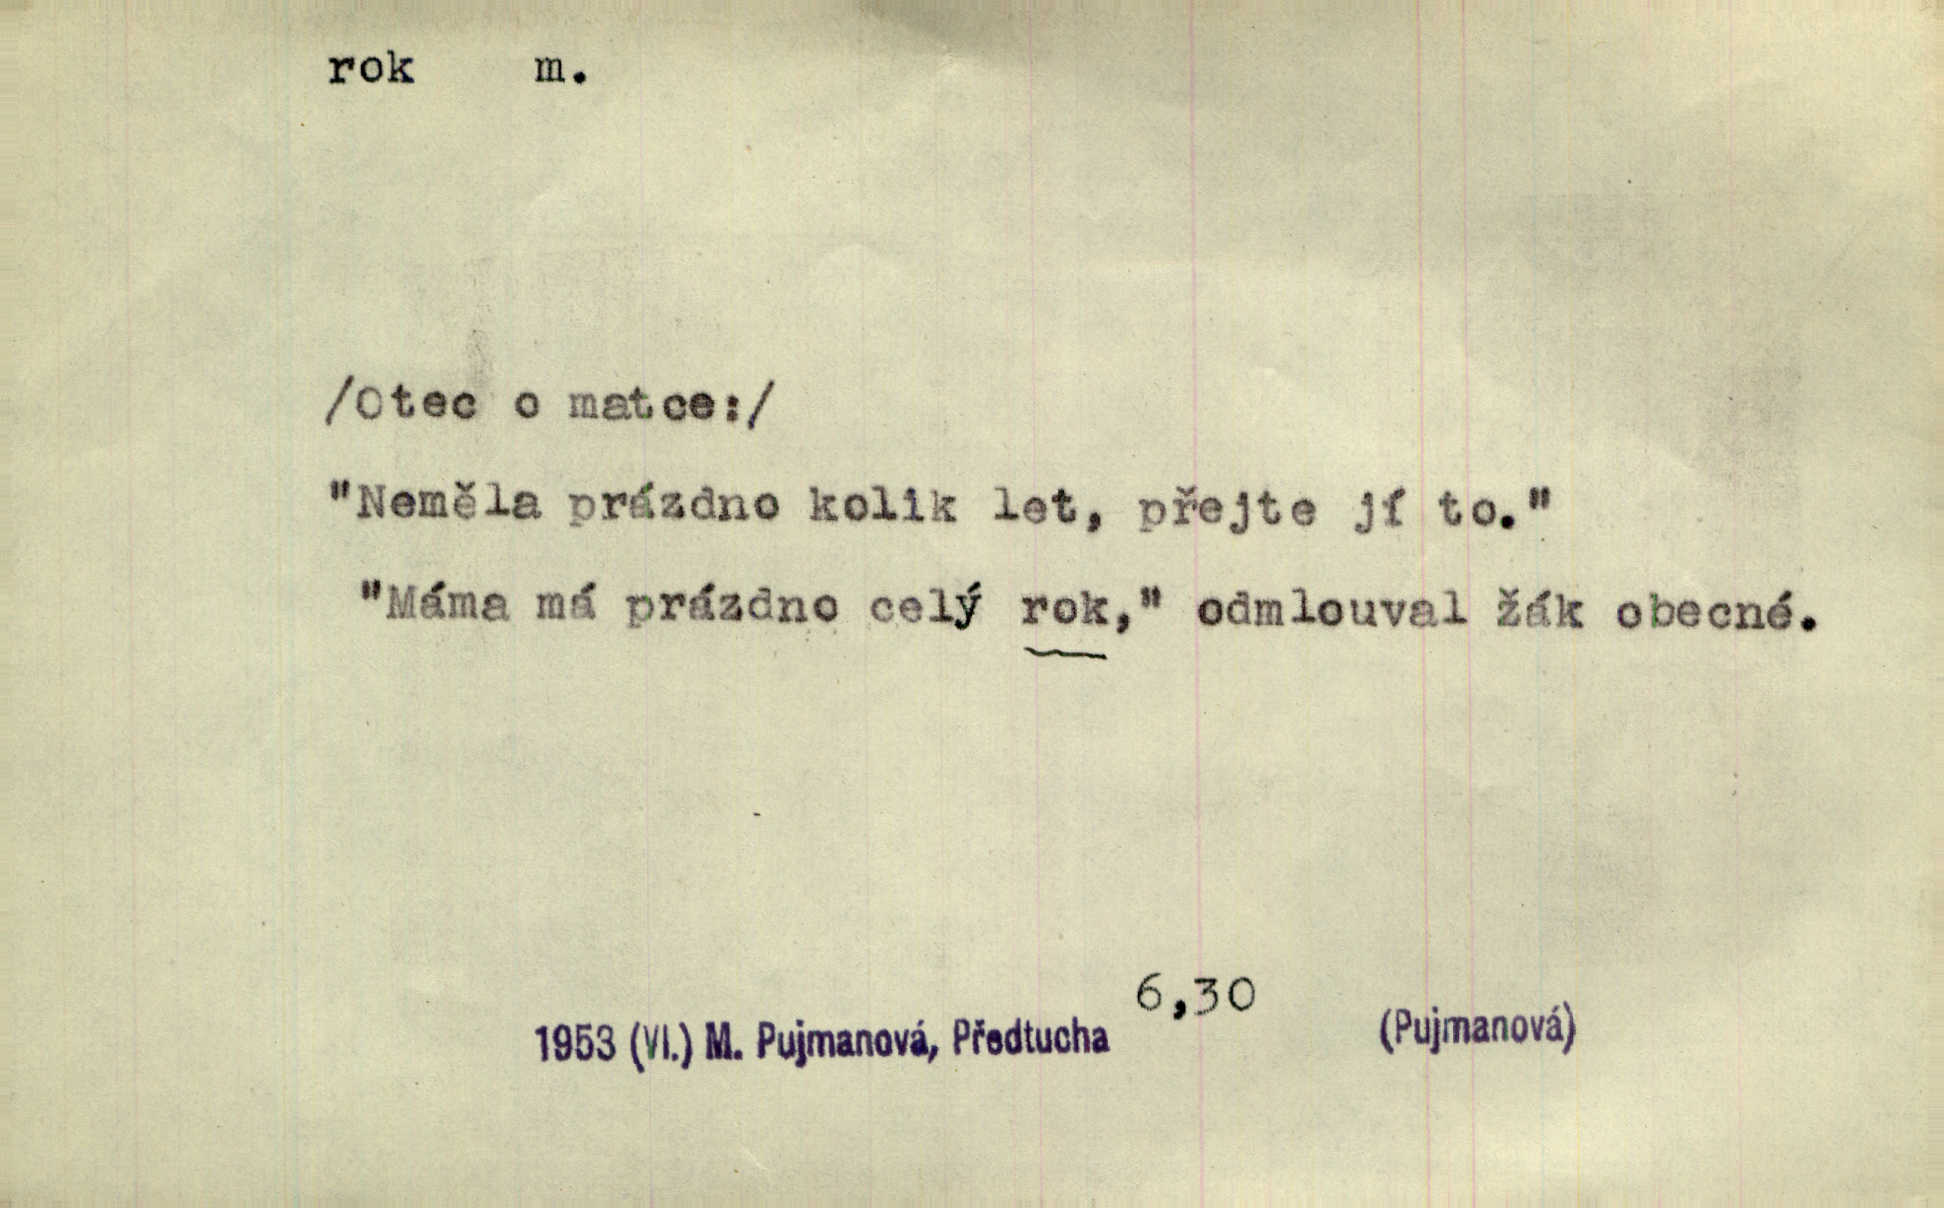 rok m.
/Otec o matce:/
"Neměla prázdno kolik let, přejte jí to."
"Máma má prázdno celý rok," odmlouval žák obecné.
6,30
1953 (VI.) M. Pujmanová, Předtucha (Pujmanová)